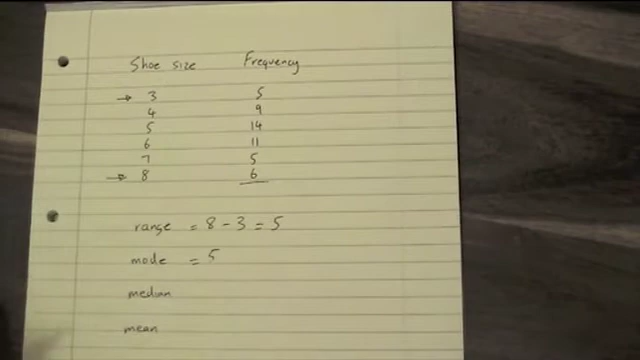 Shoe size Frequency
→ 3 5
4 9
5 14
6 11
7 5
→ 8 6
range = 8 - 3 = 5
mode = 5
median
mean